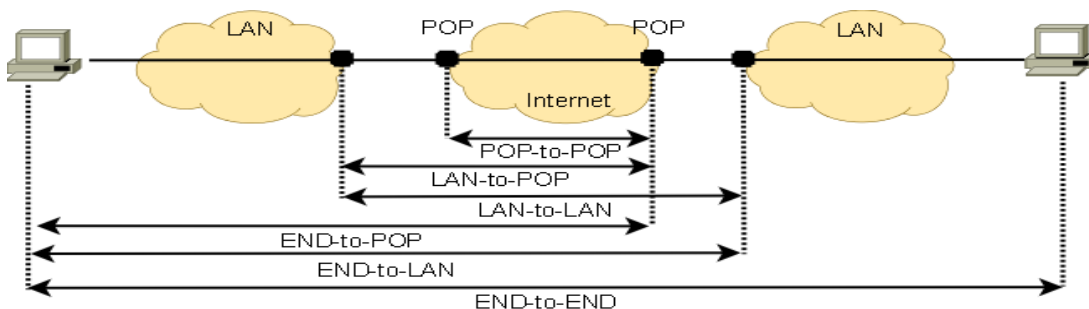 LAN POP POP LAN
Internet
POP-to-POP
LAN-to-POP
LAN-to-LAN
END-to-POP
END-to-LAN
END-to-END